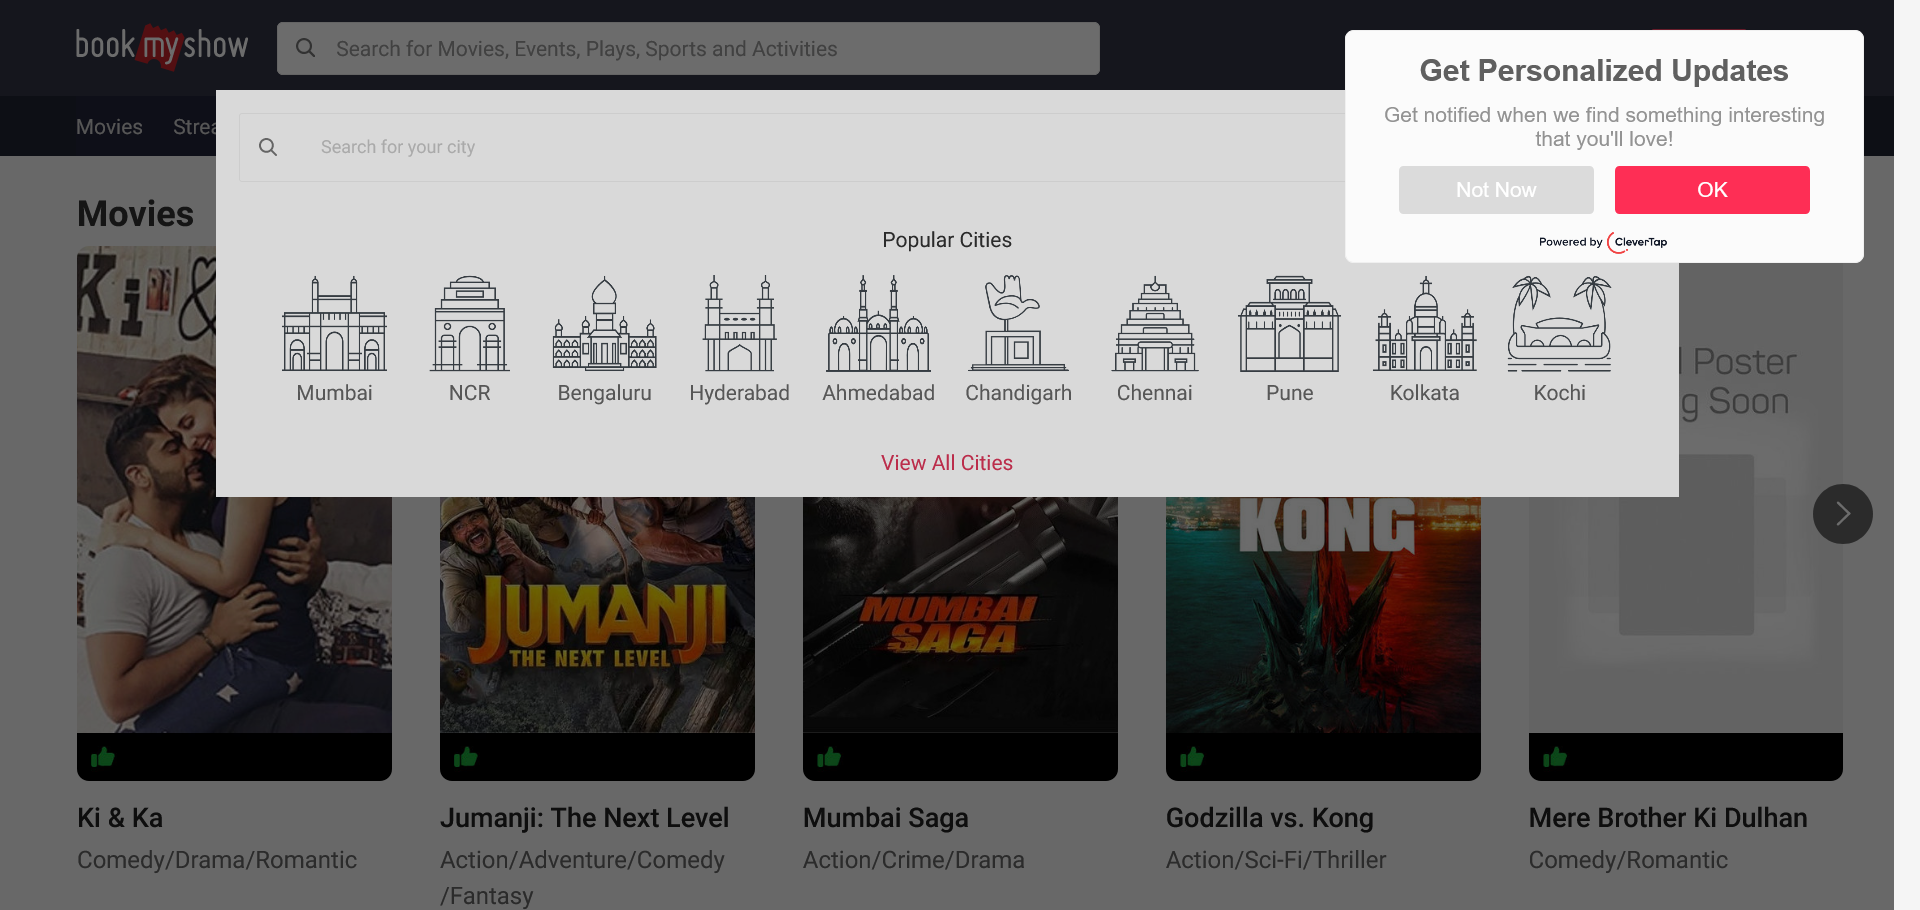 book my show
Search for Movies, Events, Plays, Sports and Activities
Get Personalized Updates
Get notified when we find something interesting
that you'll love!
Not Now
OK
Powered by CleverTap
Movies
Search for your city
Movies
Popular Cities
Mumbai
NCR
Bengaluru
Hyderabad
Ahmedabad
Chandigarh
Chennai
Pune
Kolkata
Kochi
Poster
Soon
View All Cities
KONG
JUMANJI
THE NEXT LEVEL
MUMBAI
SAGA
Ki & Ka
Comedy/Drama/Romantic
Jumanji: The Next Level
Action/Adventure/Comedy
/Fantasy
Mumbai Saga
Action/Crime/Drama
Godzilla vs. Kong
Action/Sci-Fi/Thriller
Mere Brother Ki Dulhan
Comedy/Romantic